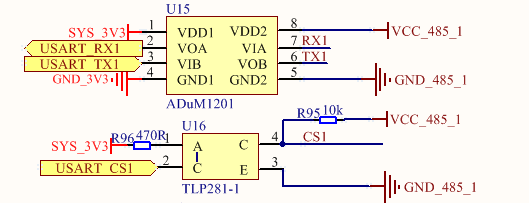 U15
SYS_3V3 1 VDD1 VDD2 8 VCC_485_1
USART_RX1 2 VOA VIA 7 RX1
USART_TX1 3 VIB VOB 6 TX1
GND_3V3 4 GND1 GND2 5 GND_485_1
ADuM1201
R95 10k VCC_485_1
U16
SYS_3V3 R96 470R 1 A C 4 CS1
USART_CS1 2 C E 3
TLP281-1 GND_485_1